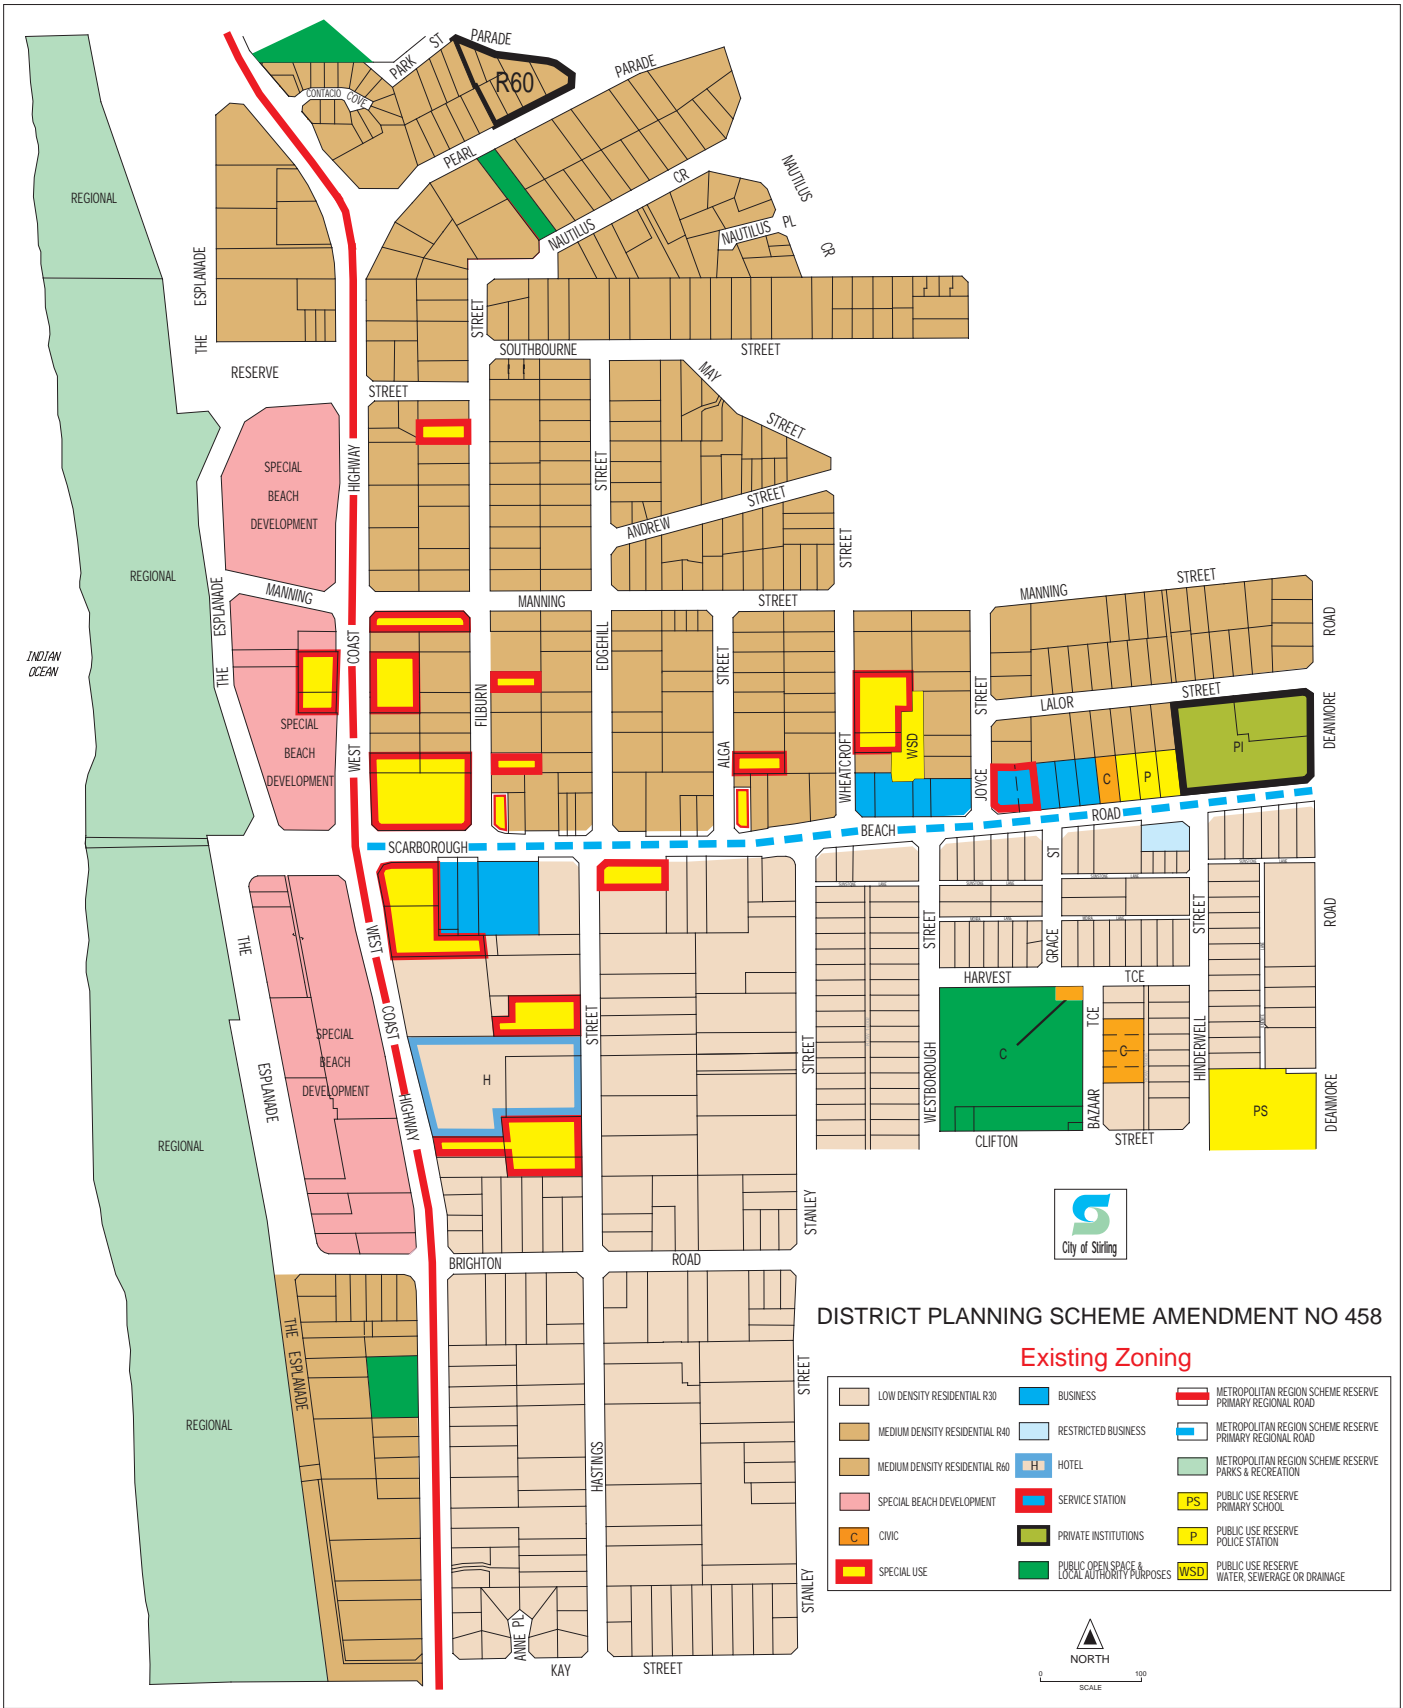 PARADE
ST
PARK
R60
PARADE
CONTACIO
COVE
PEARL
REGIONAL
NAUTILUS
CR
NAUTILUS
NAUTILUS PL
CR
THE ESPLANADE
STREET
SOUTHBOURNE
STREET
RESERVE
STREET
MAY
STREET
SPECIAL
BEACH
DEVELOPMENT
HIGHWAY
STREET
STREET
ANDREW
STREET
REGIONAL
MANNING
ESPLANADE
THE
MANNING
STREET
MANNING
STREET
ROAD
INDIAN
OCEAN
COAST
WEST
FILBURN
EDGEHILL
STREET
ALGA
WHEATCROFT
WSD
STREET
JOYCE
LALOR
STREET
DEANMORE
PI
C
P
SPECIAL
BEACH
DEVELOPMENT
SCARBOROUGH
BEACH
ROAD
ST
GRACE
STREET
STREET
ROAD
THE
ESPLANADE
WEST
COAST
HIGHWAY
HARVEST
TCE
SPECIAL
BEACH
DEVELOPMENT
STREET
STREET
WESTBOROUGH
C
TCE
BAZAAR
C
HINDERWELL
H
PS
DEANMORE
CLIFTON
STREET
REGIONAL
STANLEY
City of Stirling
BRIGHTON
ROAD
THE ESPLANADE
STREET
HASTINGS
REGIONAL
STANLEY
ANNE PL
KAY
STREET
DISTRICT PLANNING SCHEME AMENDMENT NO 458
Existing Zoning
LOW DENSITY RESIDENTIAL R30
MEDIUM DENSITY RESIDENTIAL R40
MEDIUM DENSITY RESIDENTIAL R60
SPECIAL BEACH DEVELOPMENT
C
CIVIC
SPECIAL USE
BUSINESS
RESTRICTED BUSINESS
H
HOTEL
SERVICE STATION
PRIVATE INSTITUTIONS
PUBLIC OPEN SPACE &
LOCAL AUTHORITY PURPOSES
METROPOLITAN REGION SCHEME RESERVE
PRIMARY REGIONAL ROAD
METROPOLITAN REGION SCHEME RESERVE
PRIMARY REGIONAL ROAD
METROPOLITAN REGION SCHEME RESERVE
PARKS & RECREATION
PS
PUBLIC USE RESERVE
PRIMARY SCHOOL
P
PUBLIC USE RESERVE
POLICE STATION
WSD
PUBLIC USE RESERVE
WATER, SEWERAGE OR DRAINAGE
NORTH
0
100
SCALE